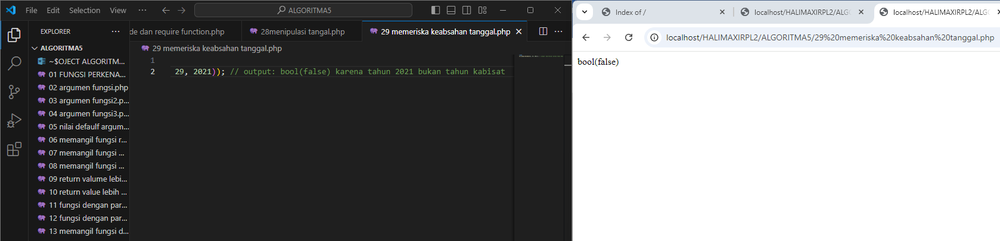 File Edit Selection View ··· ALGORITMA5
EXPLORER ···
ALGORITMA5
~$OJECT ALGORITM...
01 FUNGSI PERKENA...
02 argumen fungsi.php
03 argumen fungsi2.p...
04 argumen fungsi3.p...
05 nilai defaulf argum...
06 memangil fungsi r...
07 memangil fungsi ...
08 memangil fungsi ...
09 return valume lebi...
10 return value lebih ...
11 fungsi dengan par...
12 fungsi dengan par...
13 memangil fungsi d...
de dan require function.php 28menipulasi tangal.php 29 memeriska keabsahan tanggal.php ···
29 memeriska keabsahan tanggal.php
1
2 29, 2021)); // output: bool(false) karena tahun 2021 bukan tahun kabisat
Index of / localhost/HALIMAXIRPL2/ALGO localhost/HALIMAXIRPL2/ALGO
localhost/HALIMAXIRPL2/ALGORITMA5/29%20memeriska%20keabsahan%20tanggal.php
bool(false)